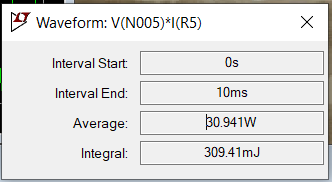 Waveform: V(N005)*I(R5)
Interval Start: 0s
Interval End: 10ms
Average: 30.941W
Integral: 309.41mJ